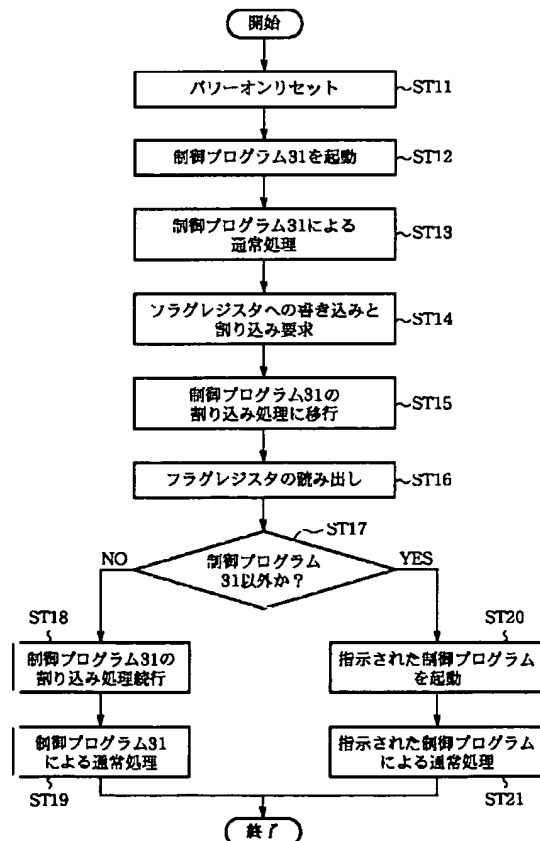 開始
パワーオンリセット
ST11
制御プログラム31を起動
ST12
制御プログラム31による
通常処理
ST13
フラグレジスタへの書き込みと
割り込み要求
ST14
制御プログラム31の
割り込み処理に移行
ST15
フラグレジスタの読み出し
ST16
ST17
制御プログラム
31以外か?
NO
YES
ST18
制御プログラム31の
割り込み処理続行
制御プログラム31
による通常処理
ST19
ST20
指示された制御プログラム
を起動
指示された制御プログラム
による通常処理
ST21
終了